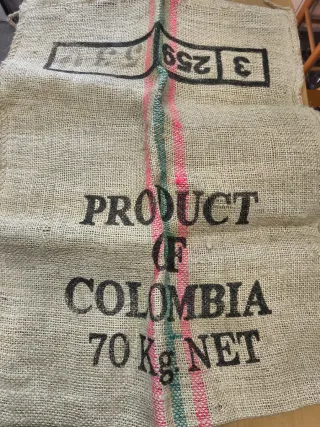 3 259
PRODUCT
OF
COLOMBIA
70 Kg NET